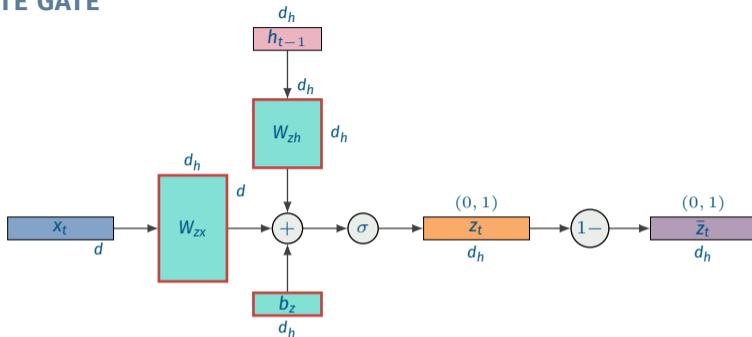 TE GATE
d_h
h_{t−1}
d_h
W_{zh} d_h
d_h
d
x_t W_{zx} + σ (0, 1) z_t 1− (0, 1) z̄_t
d d_h d_h
b_z
d_h